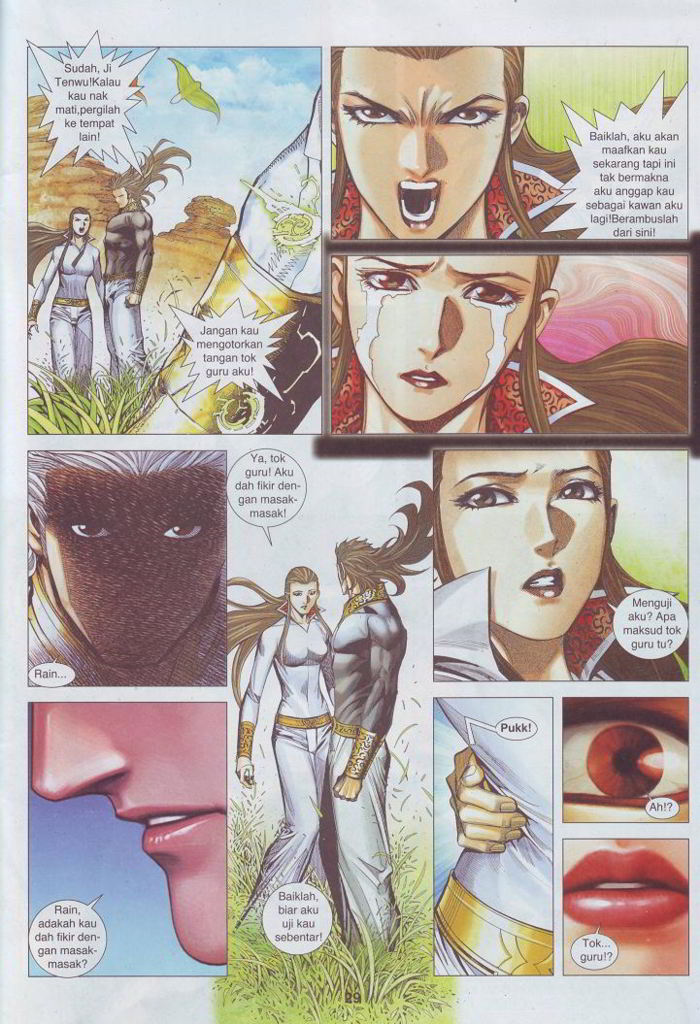 Sudah, Ji
Tenwu!Kalau
kau nak
mati,pergilah
ke tempat
lain!
Jangan kau
mengotorkan
tangan tok
guru aku!
Baiklah, aku akan
maafkan kau
sekarang tapi ini
tak bermakna
aku anggap kau
sebagai kawan aku
lagi!Berambuslah
dari sini!
Rain...
Ya, tok
guru! Aku
dah fikir den-
gan masak-
masak!
Menguji
aku? Apa
maksud tok
guru tu?
Rain,
adakah kau
dah fikir den-
gan masak-
masak?
Baiklah,
biar aku
uji kau
sebentar!
Pukk!
Ah!?
Tok...
guru!?
29